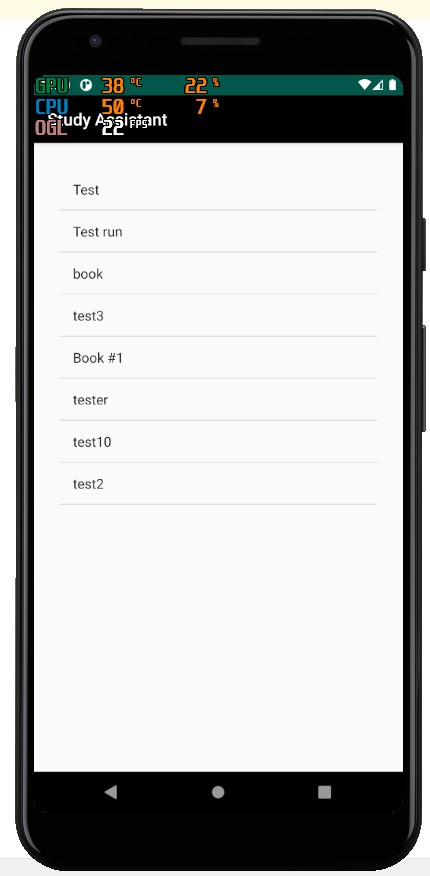 GPU 38 °C 22 %
CPU 50 °C 7 %
OGL 22 FPS
Study Assistant
Test
Test run
book
test3
Book #1
tester
test10
test2